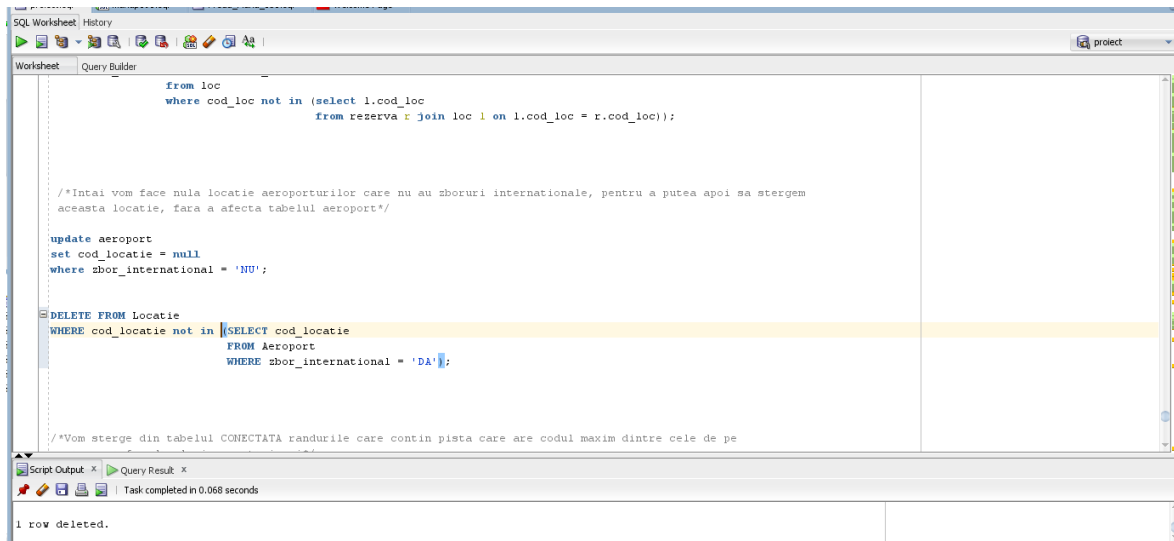 SQL Worksheet History
proiect
Worksheet Query Builder
from loc
where cod_loc not in (select l.cod_loc
from rezerva r join loc l on l.cod_loc = r.cod_loc));
/*Intai vom face nula locatie aeroporturilor care nu au zboruri internationale, pentru a putea apoi sa stergem
aceasta locatie, fara a afecta tabelul aeroport*/
update aeroport
set cod_locatie = null
where zbor_international = 'NU';
DELETE FROM Locatie
WHERE cod_locatie not in (SELECT cod_locatie
FROM Aeroport
WHERE zbor_international = 'DA');
/*Vom sterge din tabelul CONECTATA randurile care contin pista care are codul maxim dintre cele de pe
Script Output x Query Result x
Task completed in 0.068 seconds
1 row deleted.